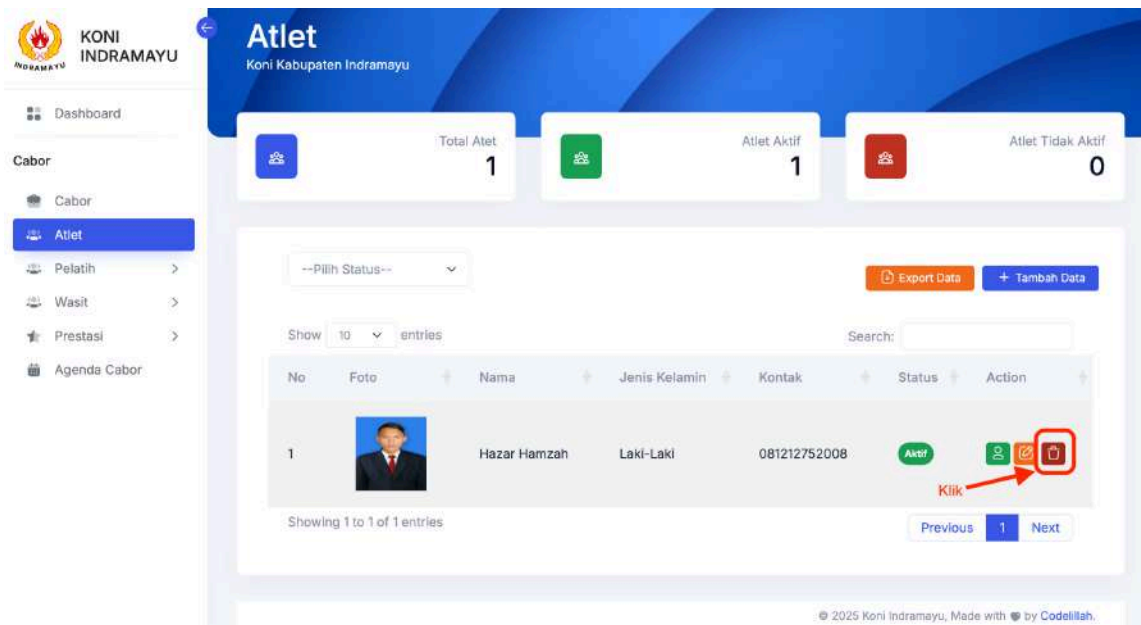 KONI
INDRAMAYU
INDRAMAYU
Dashboard
Cabor
Cabor
Atlet
Pelatih
Wasit
Prestasi
Agenda Cabor
Atlet
Koni Kabupaten Indramayu
Total Atet
1
Atlet Aktif
1
Atlet Tidak Aktif
0
--Pilih Status--
Export Data
+ Tambah Data
Show 10 entries
Search:
No Foto Nama Jenis Kelamin Kontak Status Action
1 Hazar Hamzah Laki-Laki 081212752008 Aktif
Klik
Showing 1 to 1 of 1 entries
Previous 1 Next
© 2025 Koni Indramayu, Made with by Codelillah.